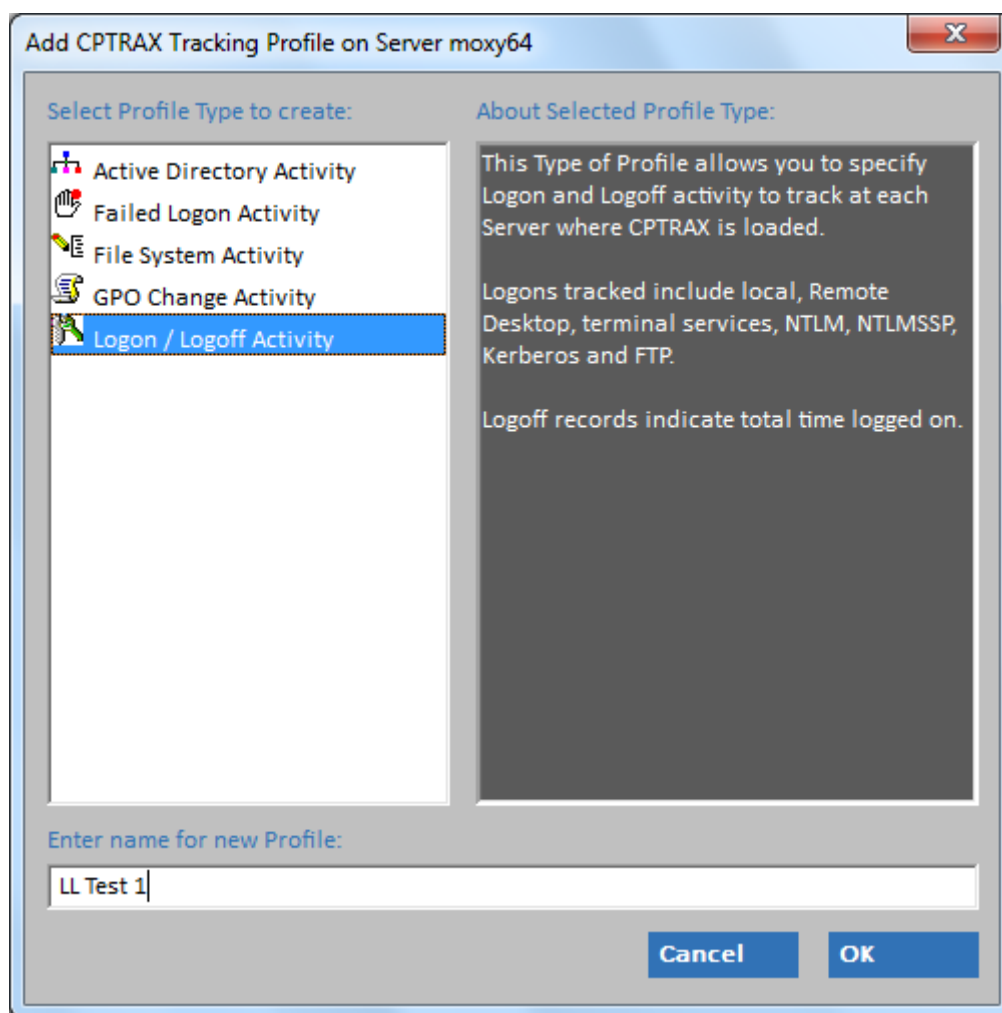 Add CPTRAX Tracking Profile on Server moxy64
Select Profile Type to create:
Active Directory Activity
Failed Logon Activity
File System Activity
GPO Change Activity
Logon / Logoff Activity
About Selected Profile Type:
This Type of Profile allows you to specify
Logon and Logoff activity to track at each
Server where CPTRAX is loaded.
Logons tracked include local, Remote
Desktop, terminal services, NTLM, NTLMSSP,
Kerberos and FTP.
Logoff records indicate total time logged on.
Enter name for new Profile:
LL Test 1
Cancel
OK